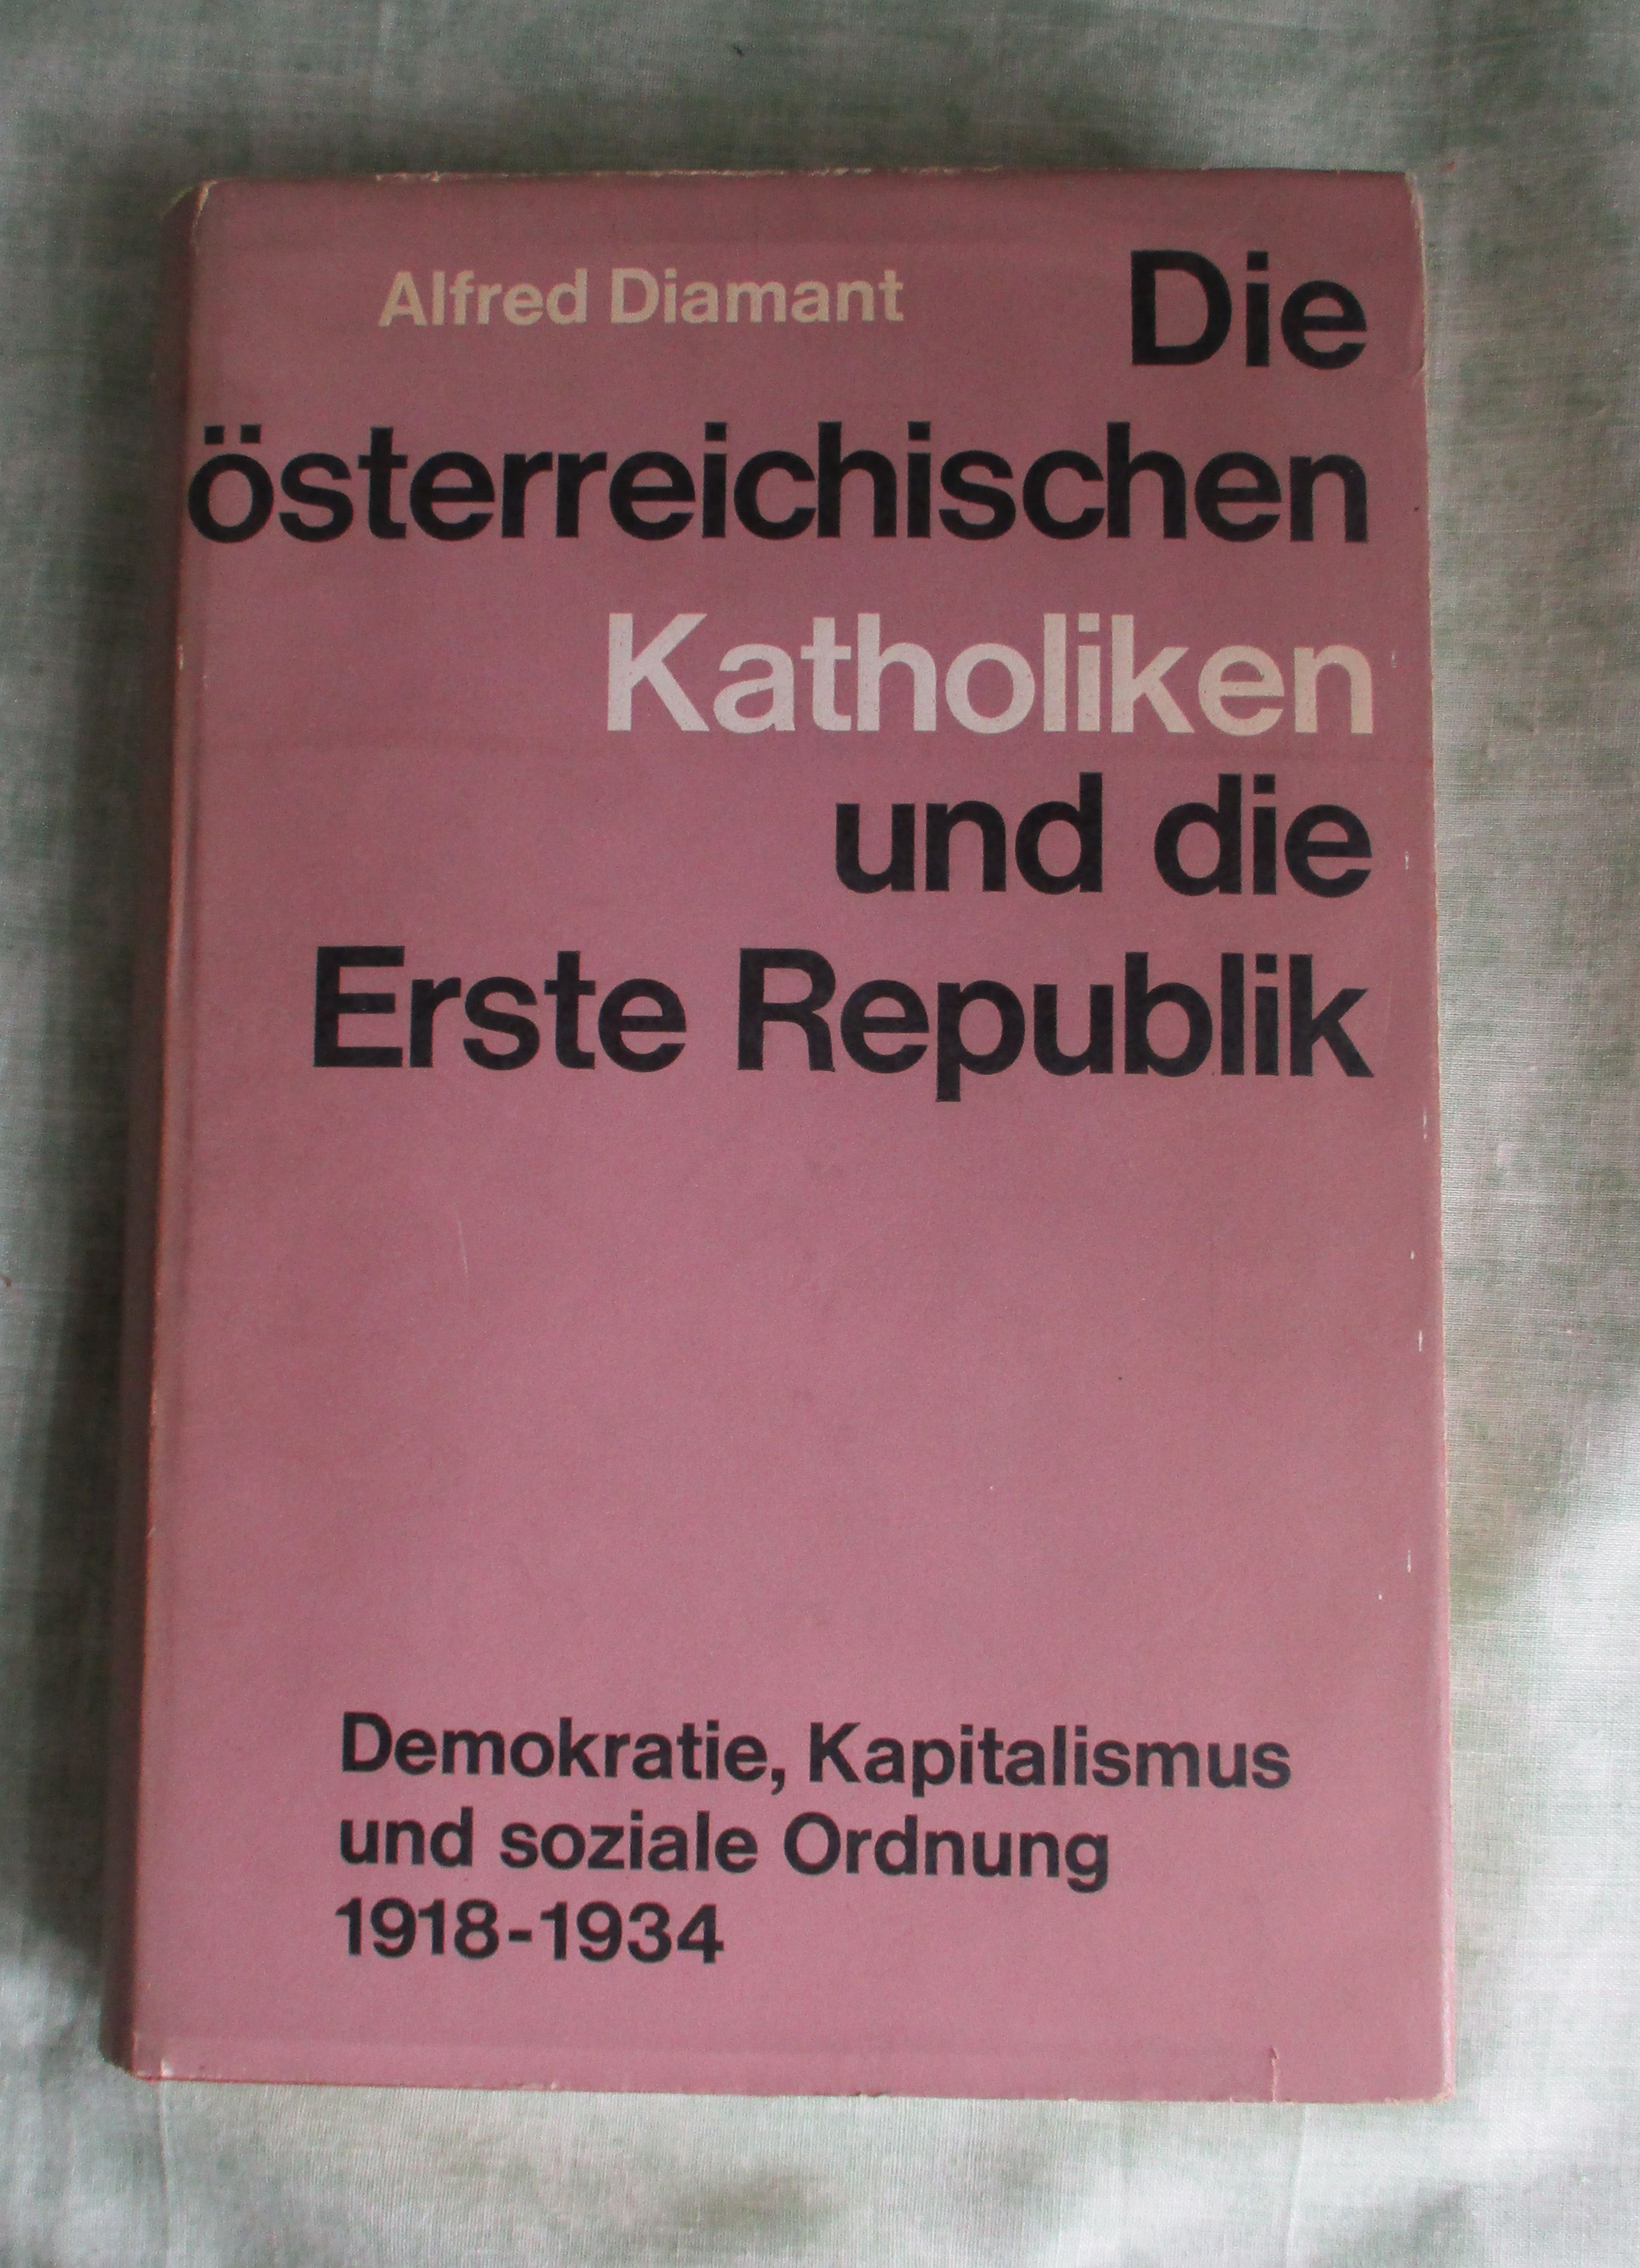 Alfred Diamant
Die
österreichischen
Katholiken
und die
Erste Republik
Demokratie, Kapitalismus
und soziale Ordnung
1918-1934